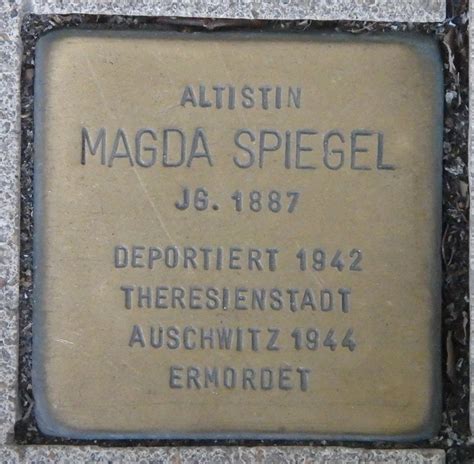 ALTISTIN
MAGDA SPIEGEL
JG. 1887
DEPORTIERT 1942
THERESIENSTADT
AUSCHWITZ 1944
ERMORDET